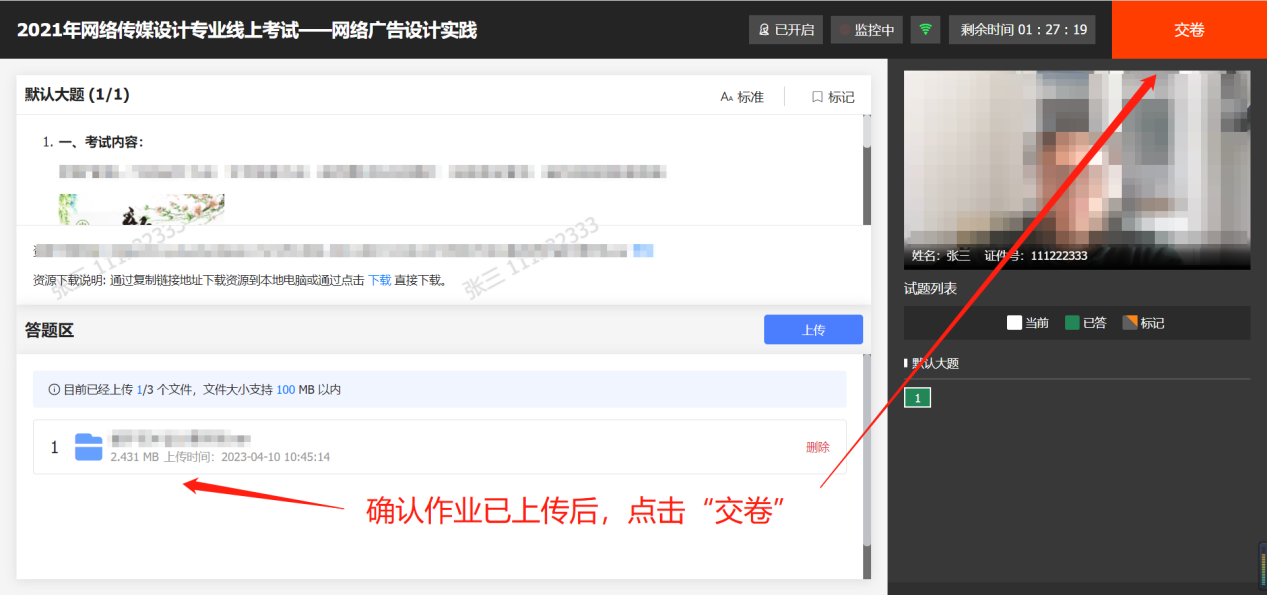 2021年网络传媒设计专业线上考试——网络广告设计实践
已开启
监控中
剩余时间 01：27：19
交卷
默认大题 (1/1)
AA 标准
标记
1. 一、考试内容：
资源下载说明: 通过复制链接地址下载资源到本地电脑或通过点击 下载 直接下载。
张三 111222333
张三 111222333
答题区
上传
目前已经上传 1/3 个文件，文件大小支持 100 MB 以内
1
2.431 MB 上传时间：2023-04-10 10:45:14
删除
确认作业已上传后，点击“交卷”
姓名：张三 证件号：111222333
试题列表
当前
已答
标记
默认大题
1